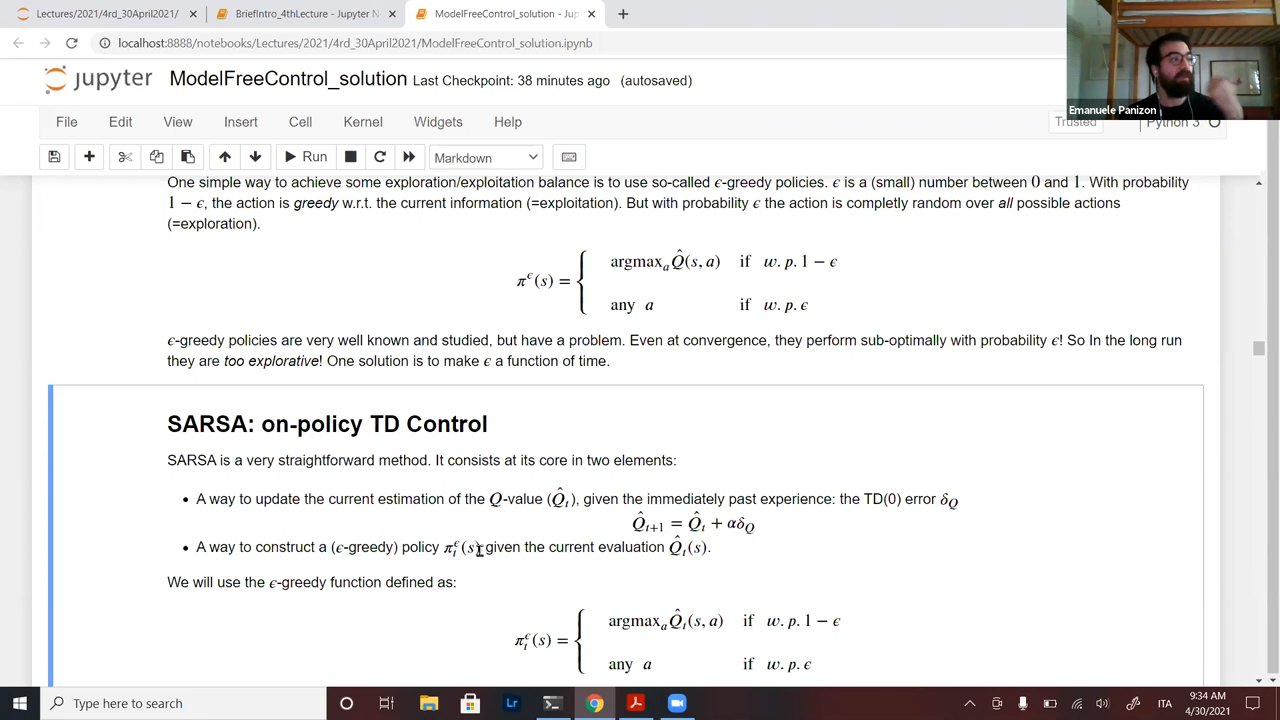 Lectures/2021/4rd_30April2021/
BriefIntro_4thLecture - Jupyter N
ModelFreeControl_solution - Jup
localhost:8888/notebooks/Lectures/2021/4rd_30April2021/ModelFreeControl_solution.ipynb
Emanuele Panizon
jupyter ModelFreeControl_solution Last Checkpoint: 38 minutes ago (autosaved)
File Edit View Insert Cell Kernel Widgets Help Trusted Python 3
Run Markdown
One simple way to achieve some exploration/exploitation balance is to use so-called ϵ-greedy policies. ϵ is a (small) number between 0 and 1. With probability
1 − ϵ, the action is greedy w.r.t. the current information (=exploitation). But with probability ϵ the action is completly random over all possible actions
(=exploration).
π^ϵ(s) = { argmax_a Q̂(s, a) if w. p. 1 − ϵ
any a if w. p. ϵ
ϵ-greedy policies are very well known and studied, but have a problem. Even at convergence, they perform sub-optimally with probability ϵ! So In the long run
they are too explorative! One solution is to make ϵ a function of time.
SARSA: on-policy TD Control
SARSA is a very straightforward method. It consists at its core in two elements:
• A way to update the current estimation of the Q-value (Q̂_t), given the immediately past experience: the TD(0) error δ_Q
Q̂_{t+1} = Q̂_t + αδ_Q
• A way to construct a (ϵ-greedy) policy π_t^ϵ(s) given the current evaluation Q̂_t(s).
We will use the ϵ-greedy function defined as:
π_t^ϵ(s) = { argmax_a Q̂_t(s, a) if w. p. 1 − ϵ
any a if w. p. ϵ
Type here to search
ITA
9:34 AM
4/30/2021